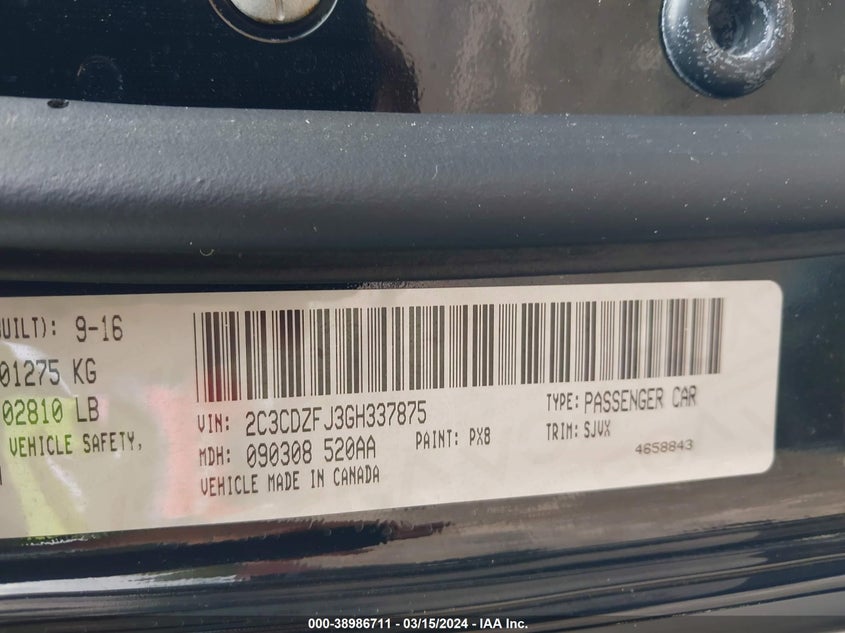 BUILT): 9-16
01275 KG
02810 LB
VEHICLE SAFETY,
VIN: 2C3CDZFJ3GH337875
TYPE: PASSENGER CAR
MDH: 090308 520AA
PAINT: PX8
TRIM: SJVX
VEHICLE MADE IN CANADA
4658843
000-38986711 - 03/15/2024 - IAA Inc.